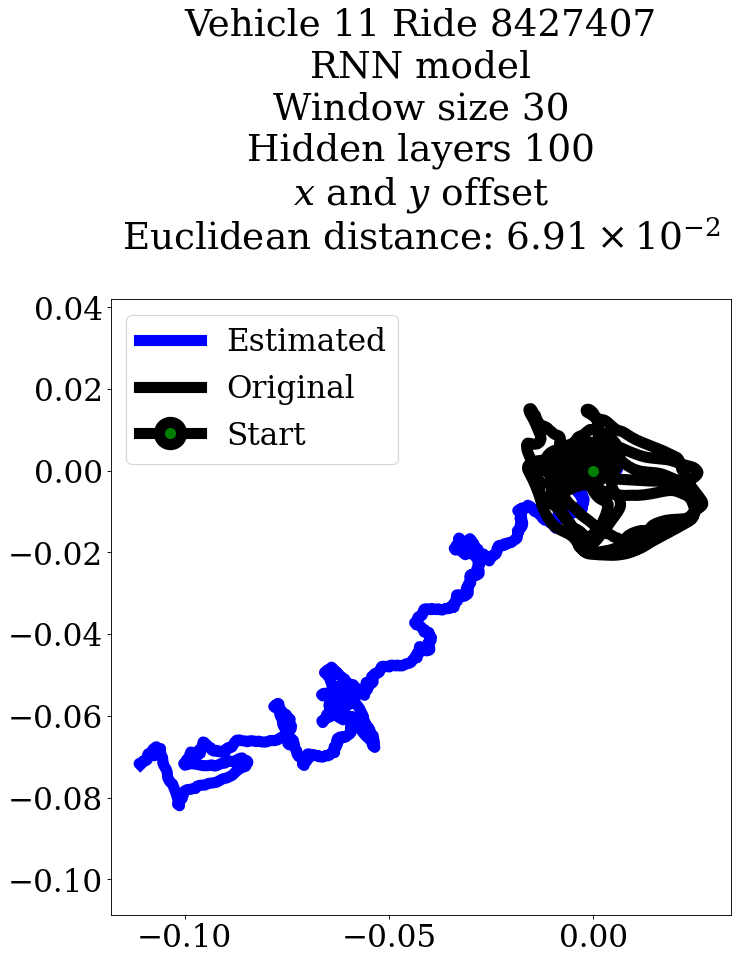 Vehicle 11 Ride 8427407
RNN model
Window size 30
Hidden layers 100
x and y offset
Euclidean distance: 6.91 × 10⁻²
Estimated
Original
Start
0.04
0.02
0.00
−0.02
−0.04
−0.06
−0.08
−0.10
−0.10 −0.05 0.00